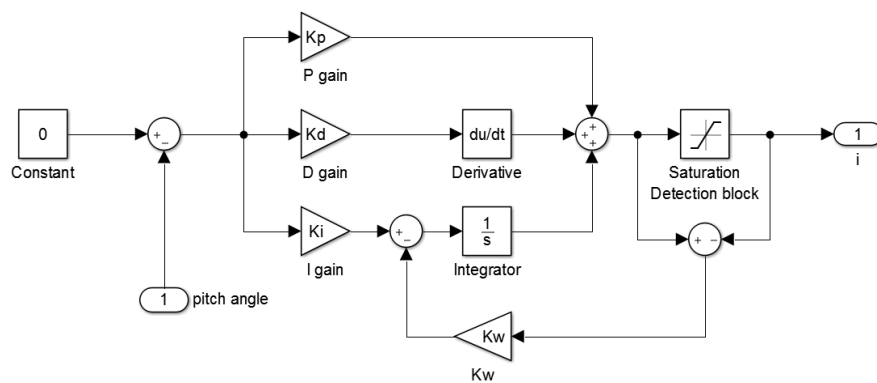 Kp
P gain
0
Constant
+
−
Kd
D gain
du/dt
Derivative
+
+
+
Saturation
Detection block
1
i
Ki
I gain
+
−
1
s
Integrator
+
−
1
pitch angle
Kw
Kw